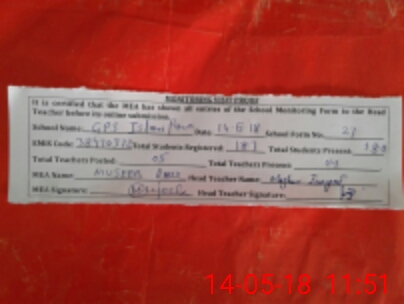 MONITORING VISIT PROOF
It is certified that the MEA has shown all entries of the School Monitoring Form to the Head
Teacher before its online submission.
School Name: GPS Islam Date 14-5-18 School Form No. 27
EMIS Code: Total Students Registered: 187 Total Students Present: 180
Total Teachers Posted: 05 Total Teachers Present: 04
MEA Name: Head Teacher Name:
MEA Signature: Head Teacher Signature:
14-05-18 11:51